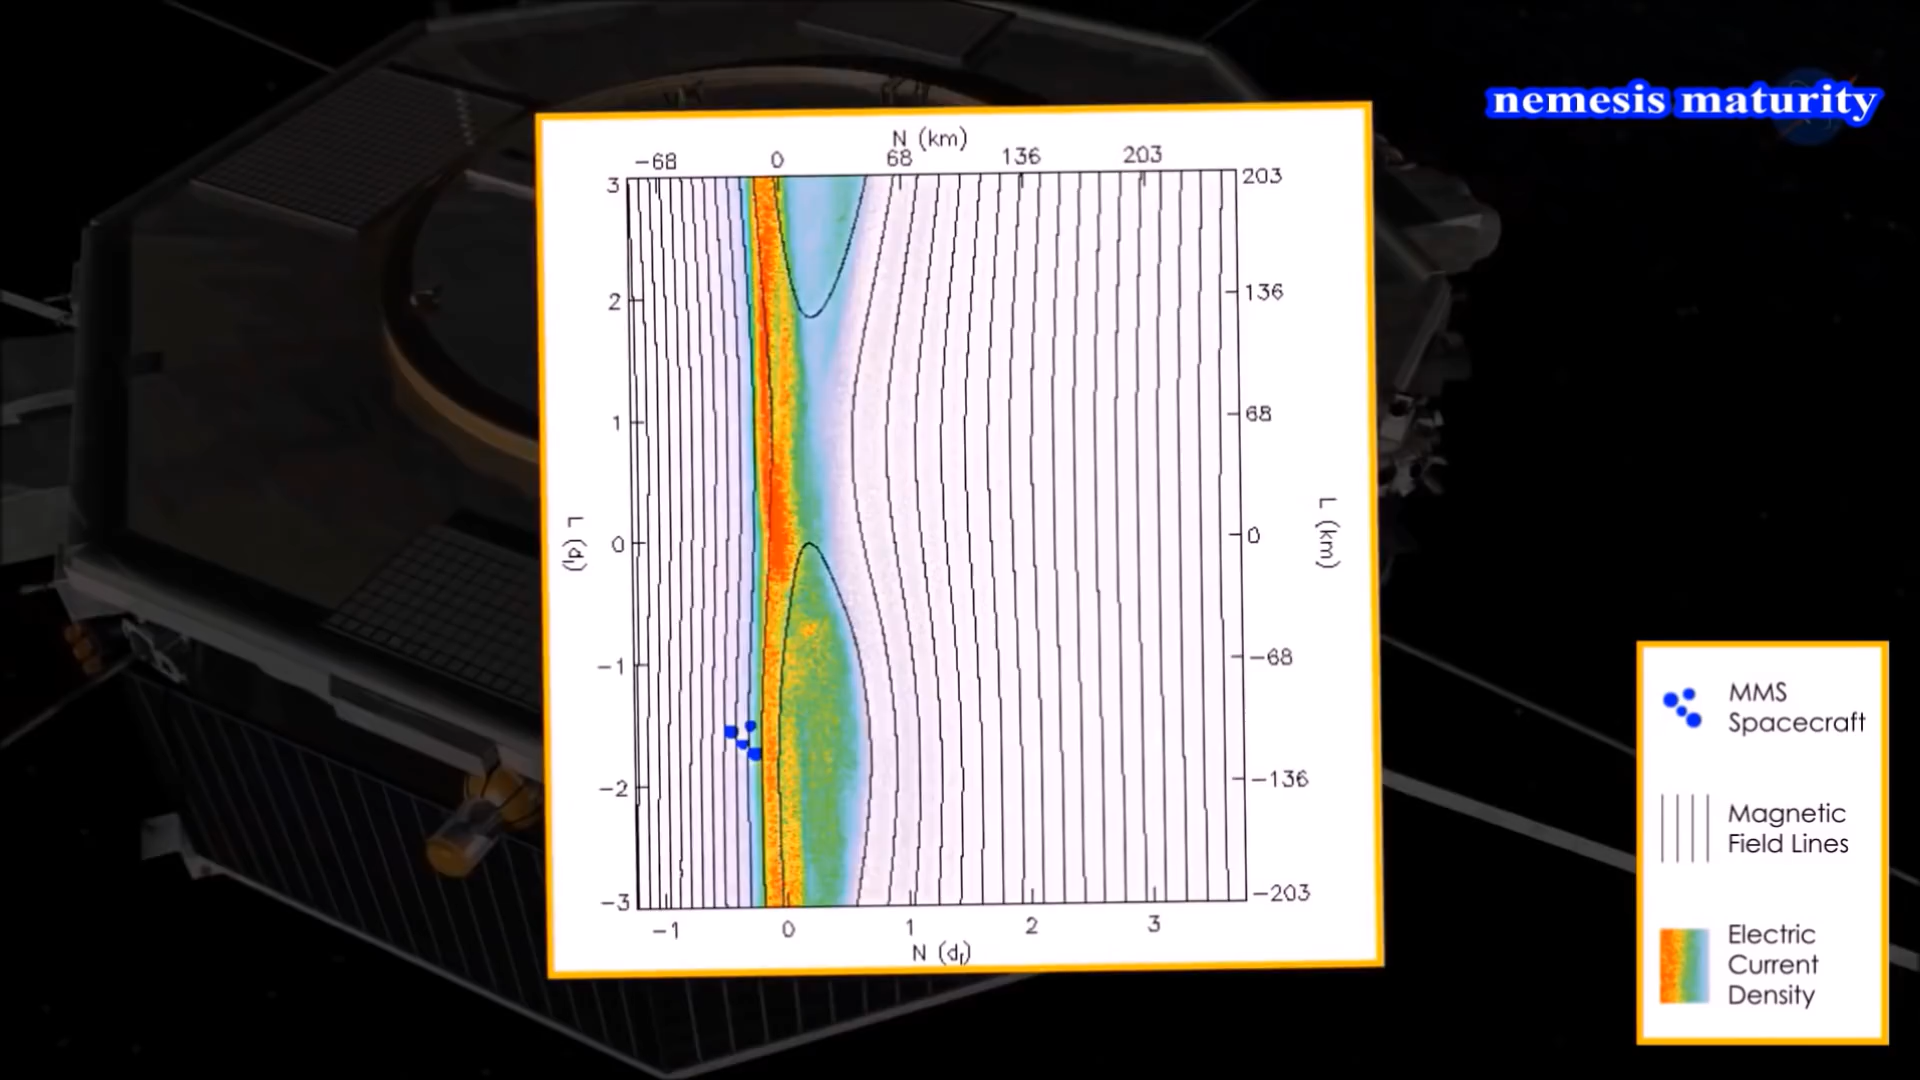 nemesis maturity
N (km)
−68 0 68 136 203
3 203
2 136
1 68
0 0
−1 −68
−2 −136
−3 −203
L (di)
L (km)
−1 0 1 2 3
N (di)
MMS
Spacecraft
Magnetic
Field Lines
Electric
Current
Density